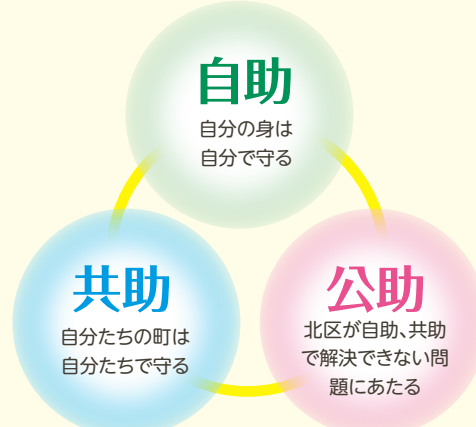 自助
自分の身は
自分で守る
共助
自分たちの町は
自分たちで守る
公助
北区が自助、共助
で解決できない問
題にあたる